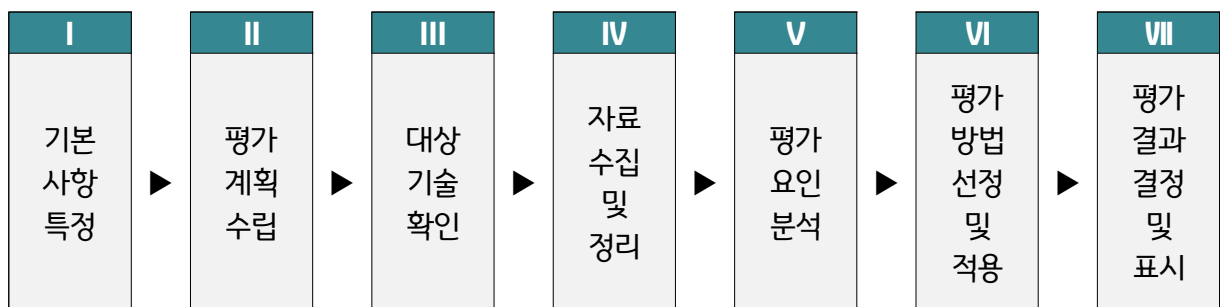 I
기본
사항
특정
▶
II
평가
계획
수립
▶
III
대상
기술
확인
▶
IV
자료
수집
및
정리
▶
V
평가
요인
분석
▶
VI
평가
방법
선정
및
적용
▶
VII
평가
결과
결정
및
표시